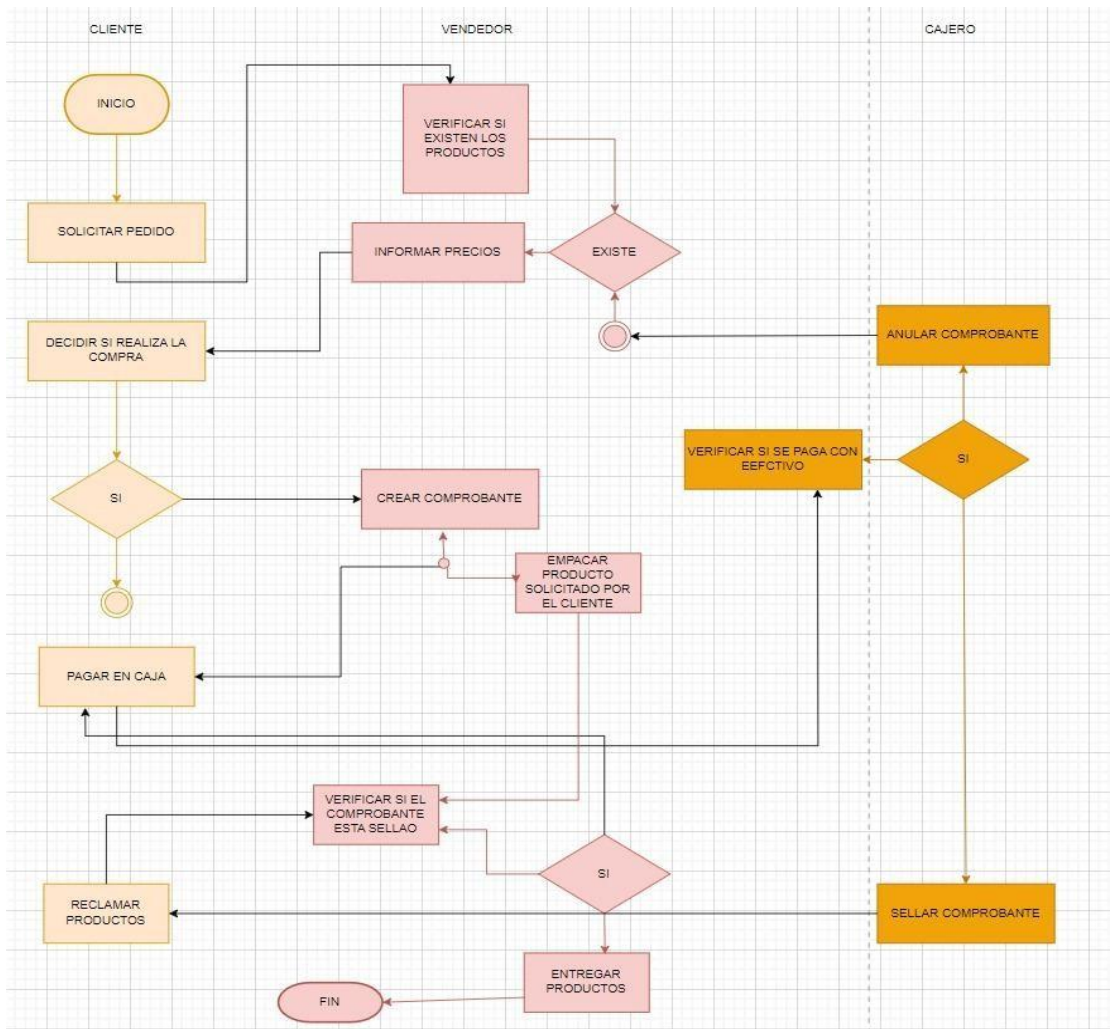 CLIENTE
VENDEDOR
CAJERO
INICIO
VERIFICAR SI
EXISTEN LOS
PRODUCTOS
SOLICITAR PEDIDO
INFORMAR PRECIOS
EXISTE
DECIDIR SI REALIZA LA
COMPRA
ANULAR COMPROBANTE
VERIFICAR SI SE PAGA CON
EEFCTIVO
SI
SI
CREAR COMPROBANTE
EMPACAR
PRODUCTO
SOLICITADO POR
EL CLIENTE
PAGAR EN CAJA
VERIFICAR SI EL
COMPROBANTE
ESTA SELLAO
SI
RECLAMAR
PRODUCTOS
SELLAR COMPROBANTE
ENTREGAR
PRODUCTOS
FIN